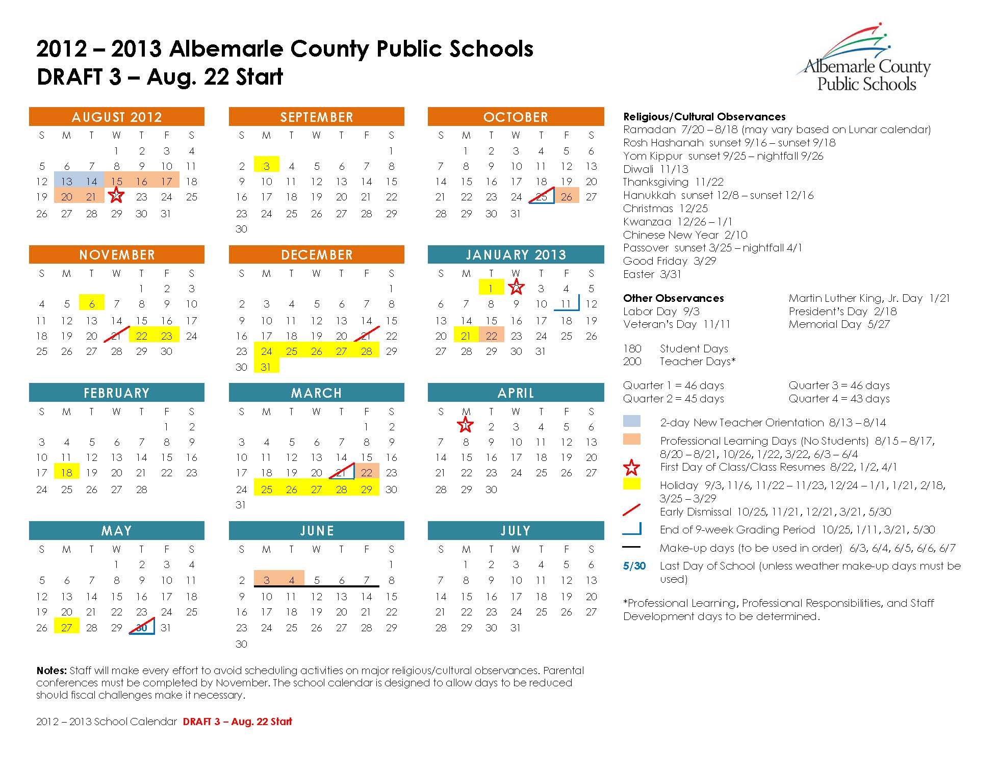 2012 – 2013 Albemarle County Public Schools
DRAFT 3 – Aug. 22 Start
Albemarle County
Public Schools
AUGUST 2012
S M T W T F S
1 2 3 4
5 6 7 8 9 10 11
12 13 14 15 16 17 18
19 20 21 23 24 25
26 27 28 29 30 31
SEPTEMBER
S M T W T F S
1
2 3 4 5 6 7 8
9 10 11 12 13 14 15
16 17 18 19 20 21 22
23 24 25 26 27 28 29
30
OCTOBER
S M T W T F S
1 2 3 4 5 6
7 8 9 10 11 12 13
14 15 16 17 18 19 20
21 22 23 24 25 26 27
28 29 30 31
NOVEMBER
S M T W T F S
1 2 3
4 5 6 7 8 9 10
11 12 13 14 15 16 17
18 19 20 21 22 23 24
25 26 27 28 29 30
DECEMBER
S M T W T F S
1
2 3 4 5 6 7 8
9 10 11 12 13 14 15
16 17 18 19 20 21 22
23 24 25 26 27 28 29
30 31
JANUARY 2013
S M T W T F S
1 2 3 4 5
6 7 8 9 10 11 12
13 14 15 16 17 18 19
20 21 22 23 24 25 26
27 28 29 30 31
FEBRUARY
S M T W T F S
1 2
3 4 5 6 7 8 9
10 11 12 13 14 15 16
17 18 19 20 21 22 23
24 25 26 27 28
MARCH
S M T W T F S
1 2
3 4 5 6 7 8 9
10 11 12 13 14 15 16
17 18 19 20 21 22 23
24 25 26 27 28 29 30
31
APRIL
S M T W T F S
1 2 3 4 5 6
7 8 9 10 11 12 13
14 15 16 17 18 19 20
21 22 23 24 25 26 27
28 29 30
MAY
S M T W T F S
1 2 3 4
5 6 7 8 9 10 11
12 13 14 15 16 17 18
19 20 21 22 23 24 25
26 27 28 29 30 31
JUNE
S M T W T F S
1
2 3 4 5 6 7 8
9 10 11 12 13 14 15
16 17 18 19 20 21 22
23 24 25 26 27 28 29
30
JULY
S M T W T F S
1 2 3 4 5 6
7 8 9 10 11 12 13
14 15 16 17 18 19 20
21 22 23 24 25 26 27
28 29 30 31
Religious/Cultural Observances
Ramadan 7/20 – 8/18 (may vary based on Lunar calendar)
Rosh Hashanah sunset 9/16 – sunset 9/18
Yom Kippur sunset 9/25 – nightfall 9/26
Diwali 11/13
Thanksgiving 11/22
Hanukkah sunset 12/8 – sunset 12/16
Christmas 12/25
Kwanzaa 12/26 – 1/1
Chinese New Year 2/10
Passover sunset 3/25 – nightfall 4/1
Good Friday 3/29
Easter 3/31
Other Observances Martin Luther King, Jr. Day 1/21
Labor Day 9/3 President’s Day 2/18
Veteran’s Day 11/11 Memorial Day 5/27
180 Student Days
200 Teacher Days*
Quarter 1 = 46 days Quarter 3 = 46 days
Quarter 2 = 45 days Quarter 4 = 43 days
2-day New Teacher Orientation 8/13 – 8/14
Professional Learning Days (No Students) 8/15 – 8/17,
8/20 – 8/21, 10/26, 1/22, 3/22, 6/3 – 6/4
First Day of Class/Class Resumes 8/22, 1/2, 4/1
Holiday 9/3, 11/6, 11/22 – 11/23, 12/24 – 1/1, 1/21, 2/18,
3/25 – 3/29
Early Dismissal 10/25, 11/21, 12/21, 3/21, 5/30
End of 9-week Grading Period 10/25, 1/11, 3/21, 5/30
Make-up days (to be used in order) 6/3, 6/4, 6/5, 6/6, 6/7
5/30 Last Day of School (unless weather make-up days must be
used)
*Professional Learning, Professional Responsibilities, and Staff
Development days to be determined.
Notes: Staff will make every effort to avoid scheduling activities on major religious/cultural observances. Parental
conferences must be completed by November. The school calendar is designed to allow days to be reduced
should fiscal challenges make it necessary.
2012 – 2013 School Calendar DRAFT 3 – Aug. 22 Start